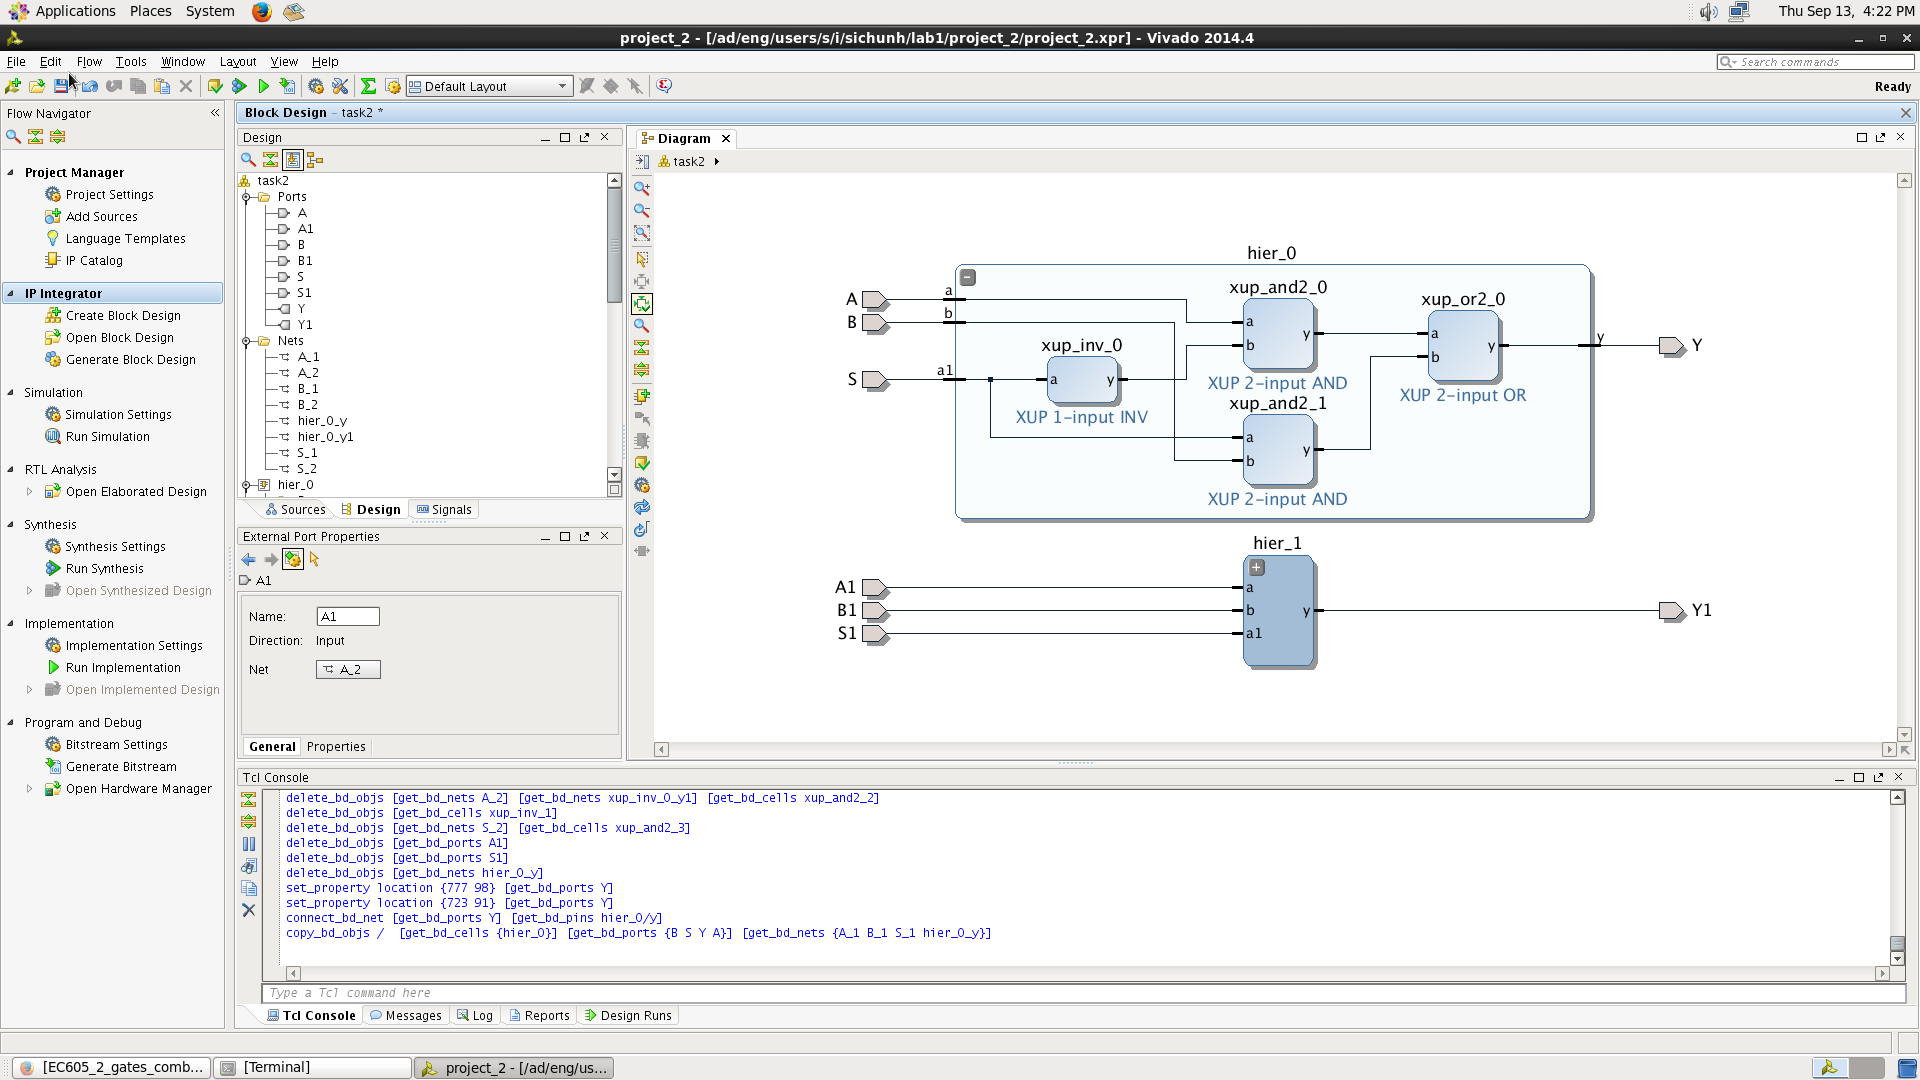 Applications Places System Thu Sep 13, 4:22 PM
project_2 - [/ad/eng/users/s/i/sichunh/lab1/project_2/project_2.xpr] - Vivado 2014.4
File Edit Flow Tools Window Layout View Help Search commands
Default Layout Ready
Flow Navigator
Project Manager
Project Settings
Add Sources
Language Templates
IP Catalog
IP Integrator
Create Block Design
Open Block Design
Generate Block Design
Simulation
Simulation Settings
Run Simulation
RTL Analysis
Open Elaborated Design
Synthesis
Synthesis Settings
Run Synthesis
Open Synthesized Design
Implementation
Implementation Settings
Run Implementation
Open Implemented Design
Program and Debug
Bitstream Settings
Generate Bitstream
Open Hardware Manager
Block Design - task2 *
Design
task2
Ports
A
A1
B
B1
S
S1
Y
Y1
Nets
A_1
A_2
B_1
B_2
hier_0_y
hier_0_y1
S_1
S_2
hier_0
Sources Design Signals
External Port Properties
A1
Name: A1
Direction: Input
Net A_2
General Properties
Diagram
task2
hier_0
A a
B b
S a1
xup_inv_0
a y
XUP 1-input INV
xup_and2_0
a
y
b
XUP 2-input AND
xup_and2_1
a
y
b
XUP 2-input AND
xup_or2_0
a
y
b
XUP 2-input OR
y Y
hier_1
A1 a
B1 b y Y1
S1 a1
Tcl Console
delete_bd_objs [get_bd_nets A_2] [get_bd_nets xup_inv_0_y1] [get_bd_cells xup_and2_2]
delete_bd_objs [get_bd_cells xup_inv_1]
delete_bd_objs [get_bd_nets S_2] [get_bd_cells xup_and2_3]
delete_bd_objs [get_bd_ports A1]
delete_bd_objs [get_bd_ports S1]
delete_bd_objs [get_bd_nets hier_0_y]
set_property location {777 98} [get_bd_ports Y]
set_property location {723 91} [get_bd_ports Y]
connect_bd_net [get_bd_ports Y] [get_bd_pins hier_0/y]
copy_bd_objs / [get_bd_cells {hier_0}] [get_bd_ports {B S Y A}] [get_bd_nets {A_1 B_1 S_1 hier_0_y}]
Type a Tcl command here
Tcl Console Messages Log Reports Design Runs
[EC605_2_gates_comb... [Terminal] project_2 - [/ad/eng/us...